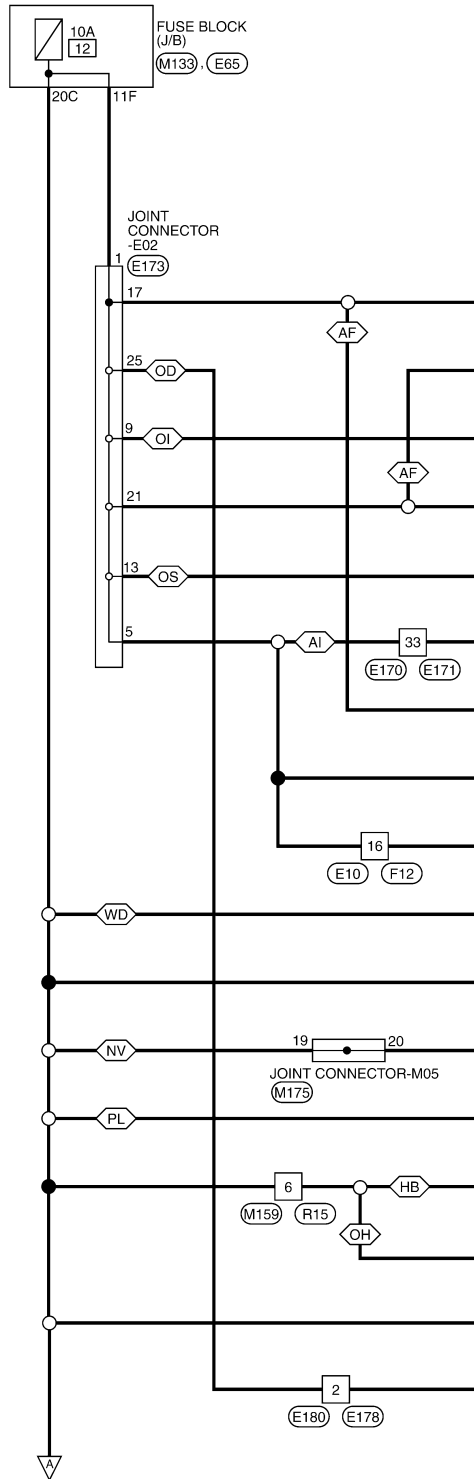 10A
12
FUSE BLOCK
(J/B)
M133, E65
20C 11F
JOINT
CONNECTOR
-E02
1 E173
17
AF
25 OD
9 OI
AF
21
13 OS
5 AI 33
E170 E171
16
E10 F12
WD
19 20
NV
JOINT CONNECTOR-M05
M175
PL
6 HB
M159 R15
OH
2
E180 E178
A